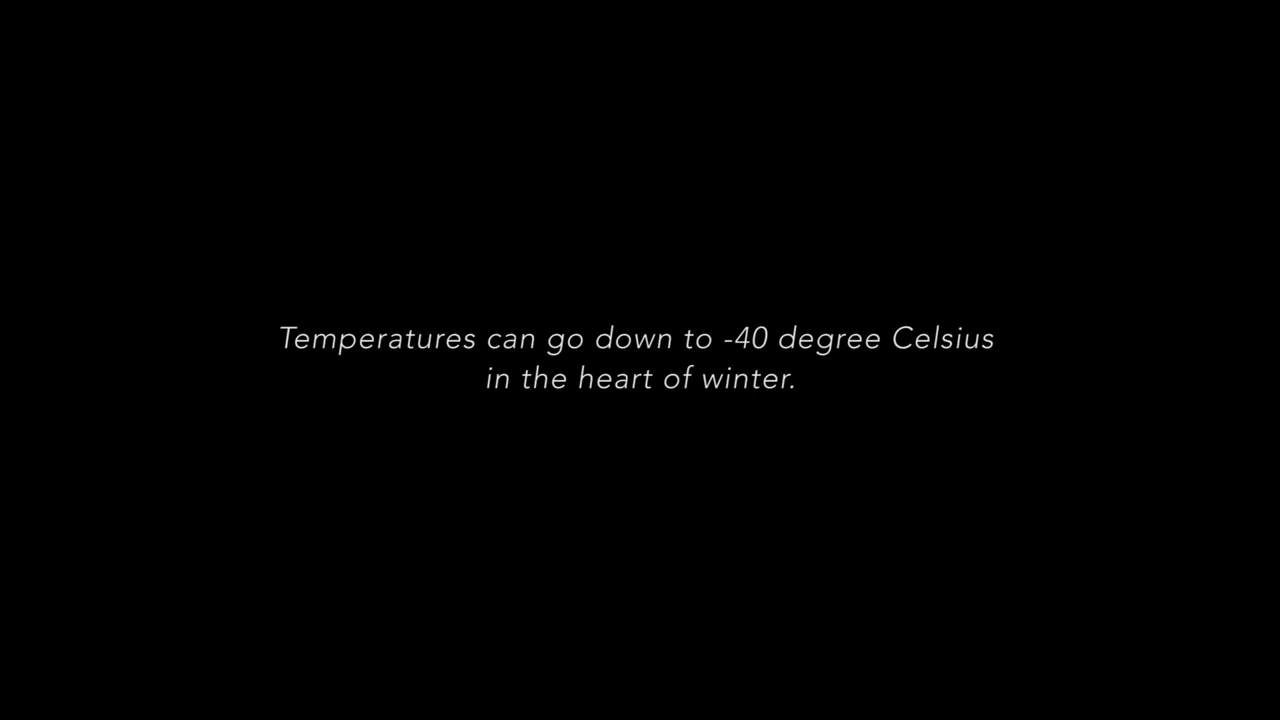 Temperatures can go down to -40 degree Celsius
in the heart of winter.